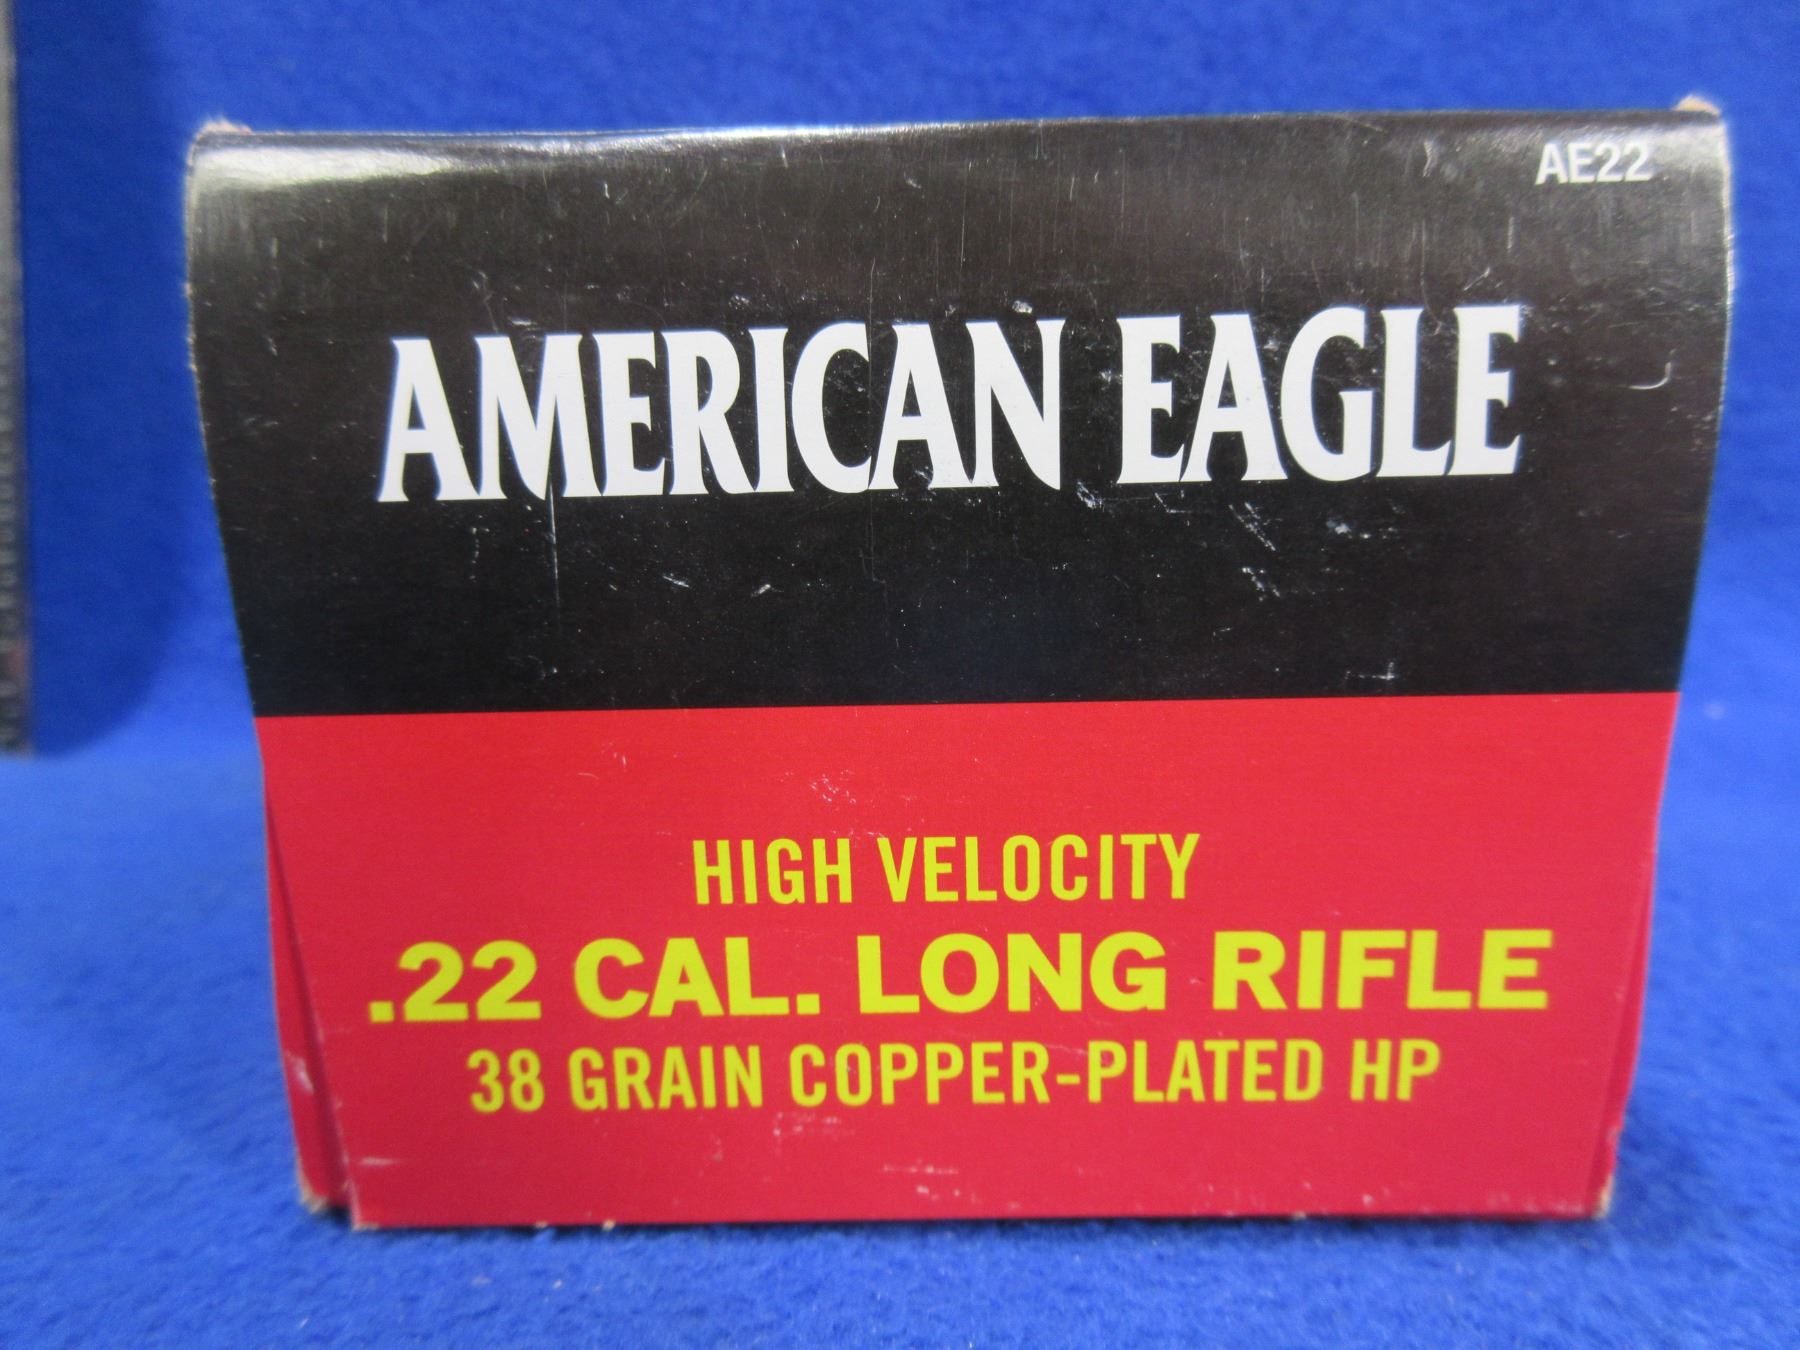 AE22
AMERICAN EAGLE
HIGH VELOCITY
.22 CAL. LONG RIFLE
38 GRAIN COPPER-PLATED HP